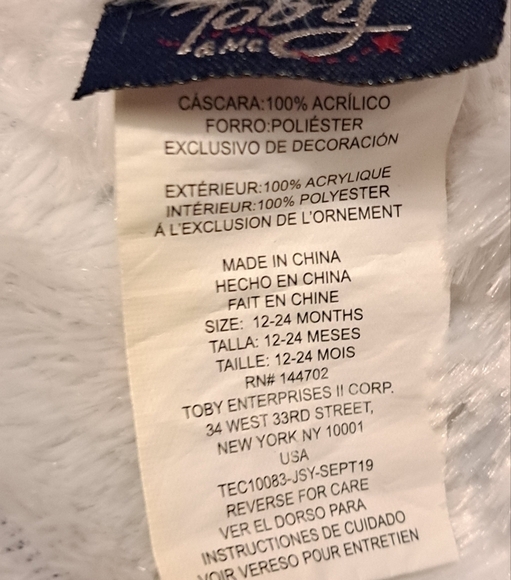 Toby
& MC
CÁSCARA:100% ACRÍLICO
FORRO:POLIÉSTER
EXCLUSIVO DE DECORACIÓN
EXTÉRIEUR:100% ACRYLIQUE
INTÉRIEUR:100% POLYESTER
Á L'EXCLUSION DE L'ORNEMENT
MADE IN CHINA
HECHO EN CHINA
FAIT EN CHINE
SIZE: 12-24 MONTHS
TALLA: 12-24 MESES
TAILLE: 12-24 MOIS
RN# 144702
TOBY ENTERPRISES II CORP.
34 WEST 33RD STREET,
NEW YORK NY 10001
USA
TEC10083-JSY-SEPT19
REVERSE FOR CARE
VER EL DORSO PARA
INSTRUCTIONES DE CUIDADO
VOIR VERESO POUR ENTRETIEN